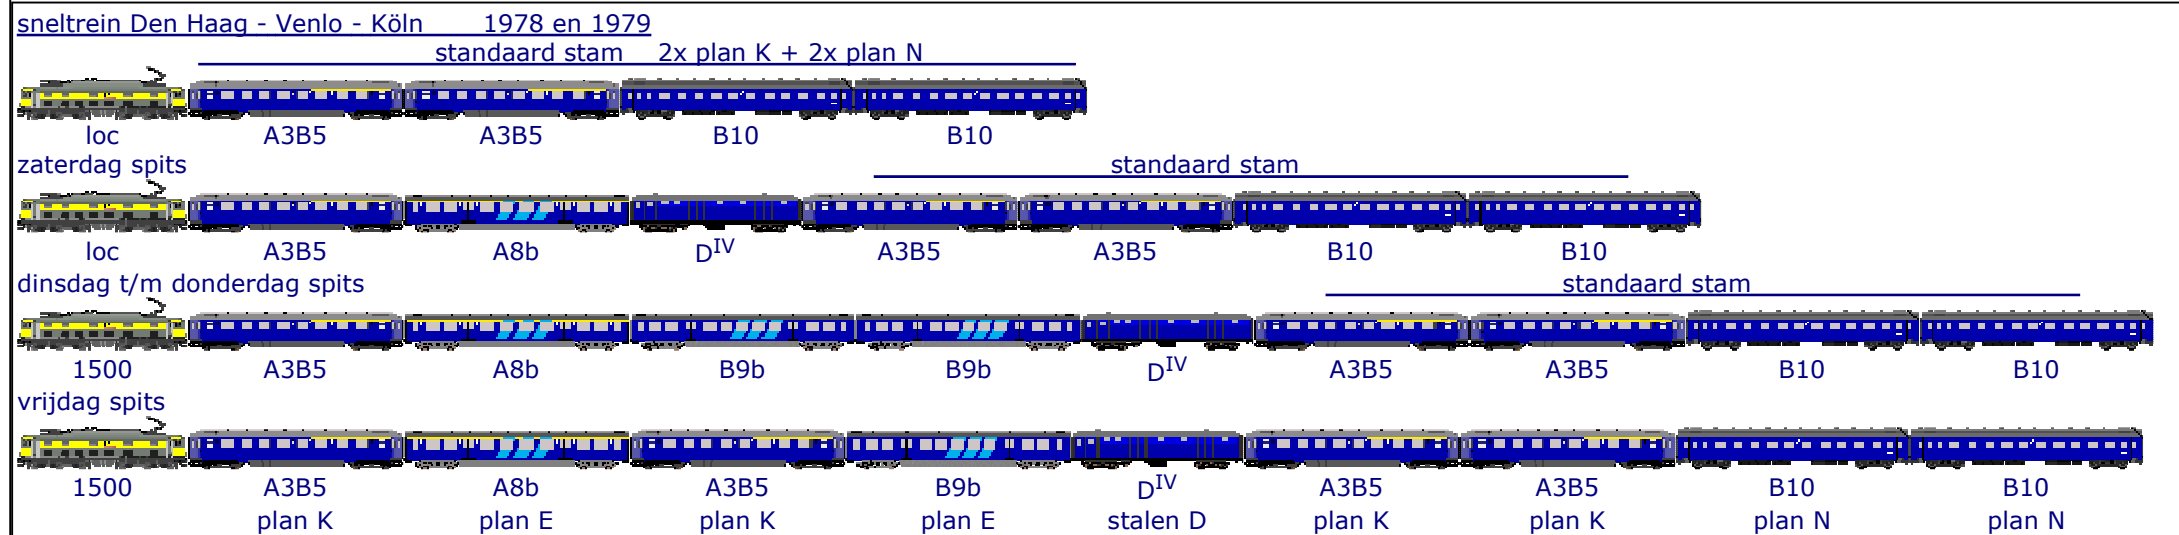 sneltrein Den Haag - Venlo - Köln 1978 en 1979
standaard stam 2x plan K + 2x plan N
loc A3B5 A3B5 B10 B10
zaterdag spits standaard stam
loc A3B5 A8b D^IV A3B5 A3B5 B10 B10
dinsdag t/m donderdag spits standaard stam
1500 A3B5 A8b B9b B9b D^IV A3B5 A3B5 B10 B10
vrijdag spits
1500 A3B5 A8b A3B5 B9b D^IV A3B5 A3B5 B10 B10
plan K plan E plan K plan E stalen D plan K plan K plan N plan N